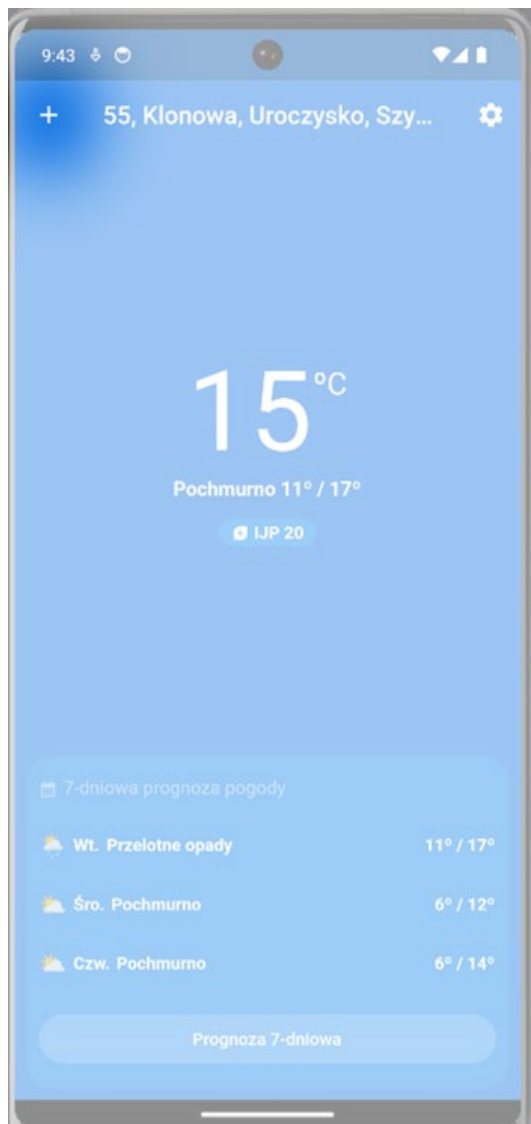 9:43
+ 55, Klonowa, Uroczysko, Szy...
15°C
Pochmurno 11° / 17°
IJP 20
7-dniowa prognoza pogody
Wt. Przelotne opady 11° / 17°
Śro. Pochmurno 6° / 12°
Czw. Pochmurno 6° / 14°
Prognoza 7-dniowa